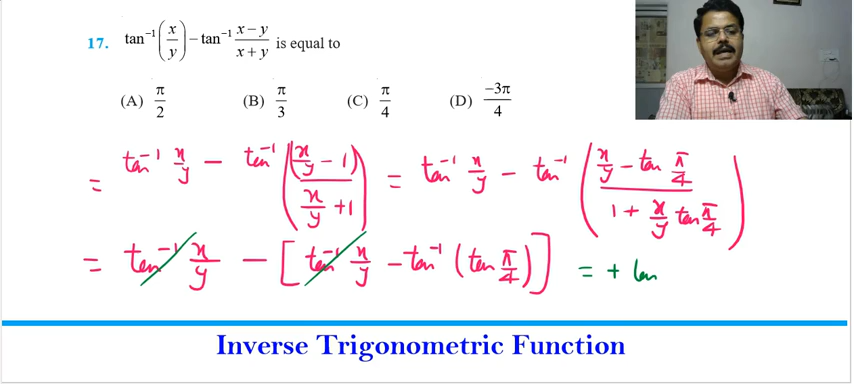 17. tan⁻¹(x/y) − tan⁻¹ (x − y)/(x + y) is equal to
(A) π/2 (B) π/3 (C) π/4 (D) −3π/4
= tan⁻¹ x/y − tan⁻¹((x/y − 1)/(x/y + 1)) = tan⁻¹ x/y − tan⁻¹((x/y − tan π/4)/(1 + x/y tan π/4))
= tan⁻¹ x/y − [tan⁻¹ x/y − tan⁻¹(tan π/4)] = + tan
Inverse Trigonometric Function